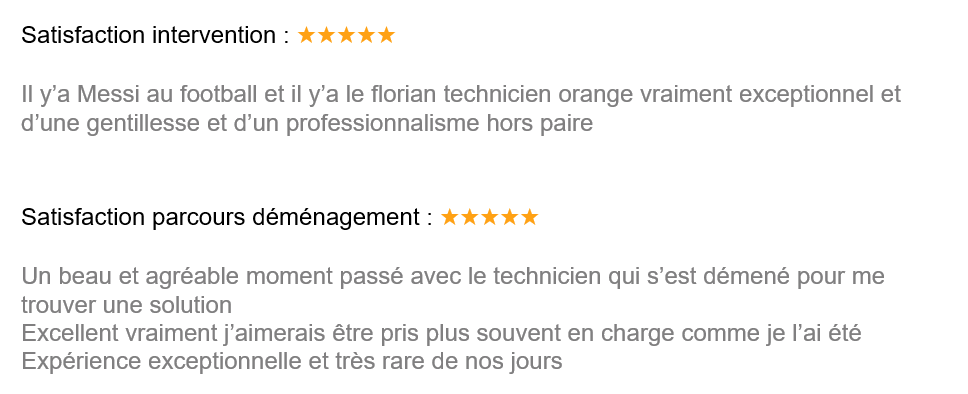 Satisfaction intervention : ★★★★★
Il y’a Messi au football et il y’a le florian technicien orange vraiment exceptionnel et
d’une gentillesse et d’un professionnalisme hors paire
Satisfaction parcours déménagement : ★★★★★
Un beau et agréable moment passé avec le technicien qui s’est démené pour me
trouver une solution
Excellent vraiment j’aimerais être pris plus souvent en charge comme je l’ai été
Expérience exceptionnelle et très rare de nos jours